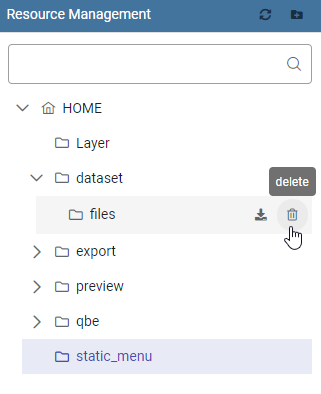 Resource Management
HOME
Layer
dataset
delete
files
export
preview
qbe
static_menu